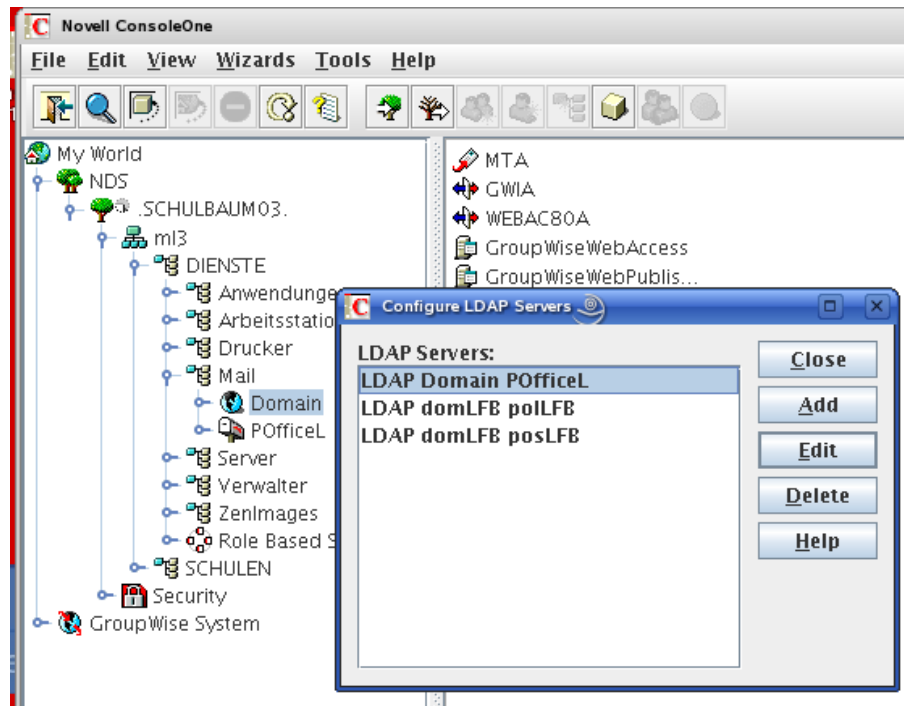 Novell ConsoleOne
File Edit View Wizards Tools Help
My World
NDS
.SCHULBAUM03.
ml3
DIENSTE
Anwendunge
Arbeitsstatio
Drucker
Mail
Domain
POfficeL
Server
Verwalter
ZenImages
Role Based S
SCHULEN
Security
GroupWise System
MTA
GWIA
WEBAC80A
GroupWiseWebAccess
GroupWiseWebPublis...
Configure LDAP Servers
LDAP Servers:
LDAP Domain POfficeL
LDAP domLFB polLFB
LDAP domLFB posLFB
Close
Add
Edit
Delete
Help